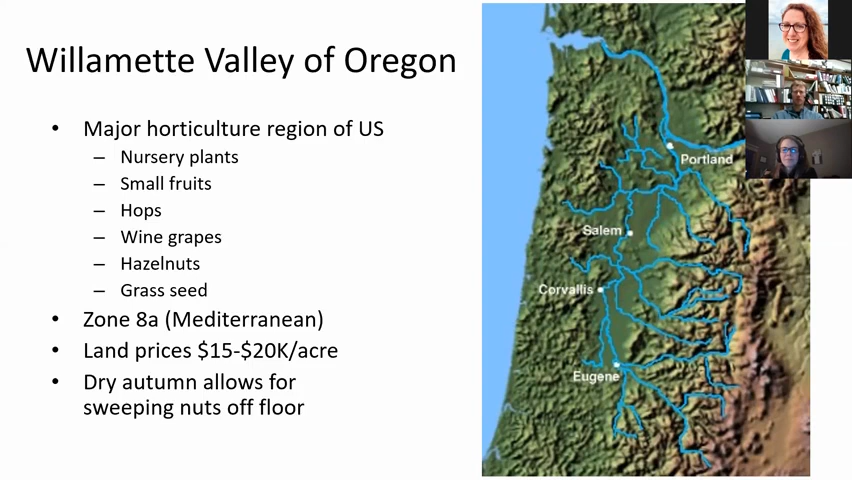 Willamette Valley of Oregon
• Major horticulture region of US
– Nursery plants
– Small fruits
– Hops
– Wine grapes
– Hazelnuts
– Grass seed
• Zone 8a (Mediterranean)
• Land prices $15-$20K/acre
• Dry autumn allows for
sweeping nuts off floor
Portland
Salem
Corvallis
Eugene